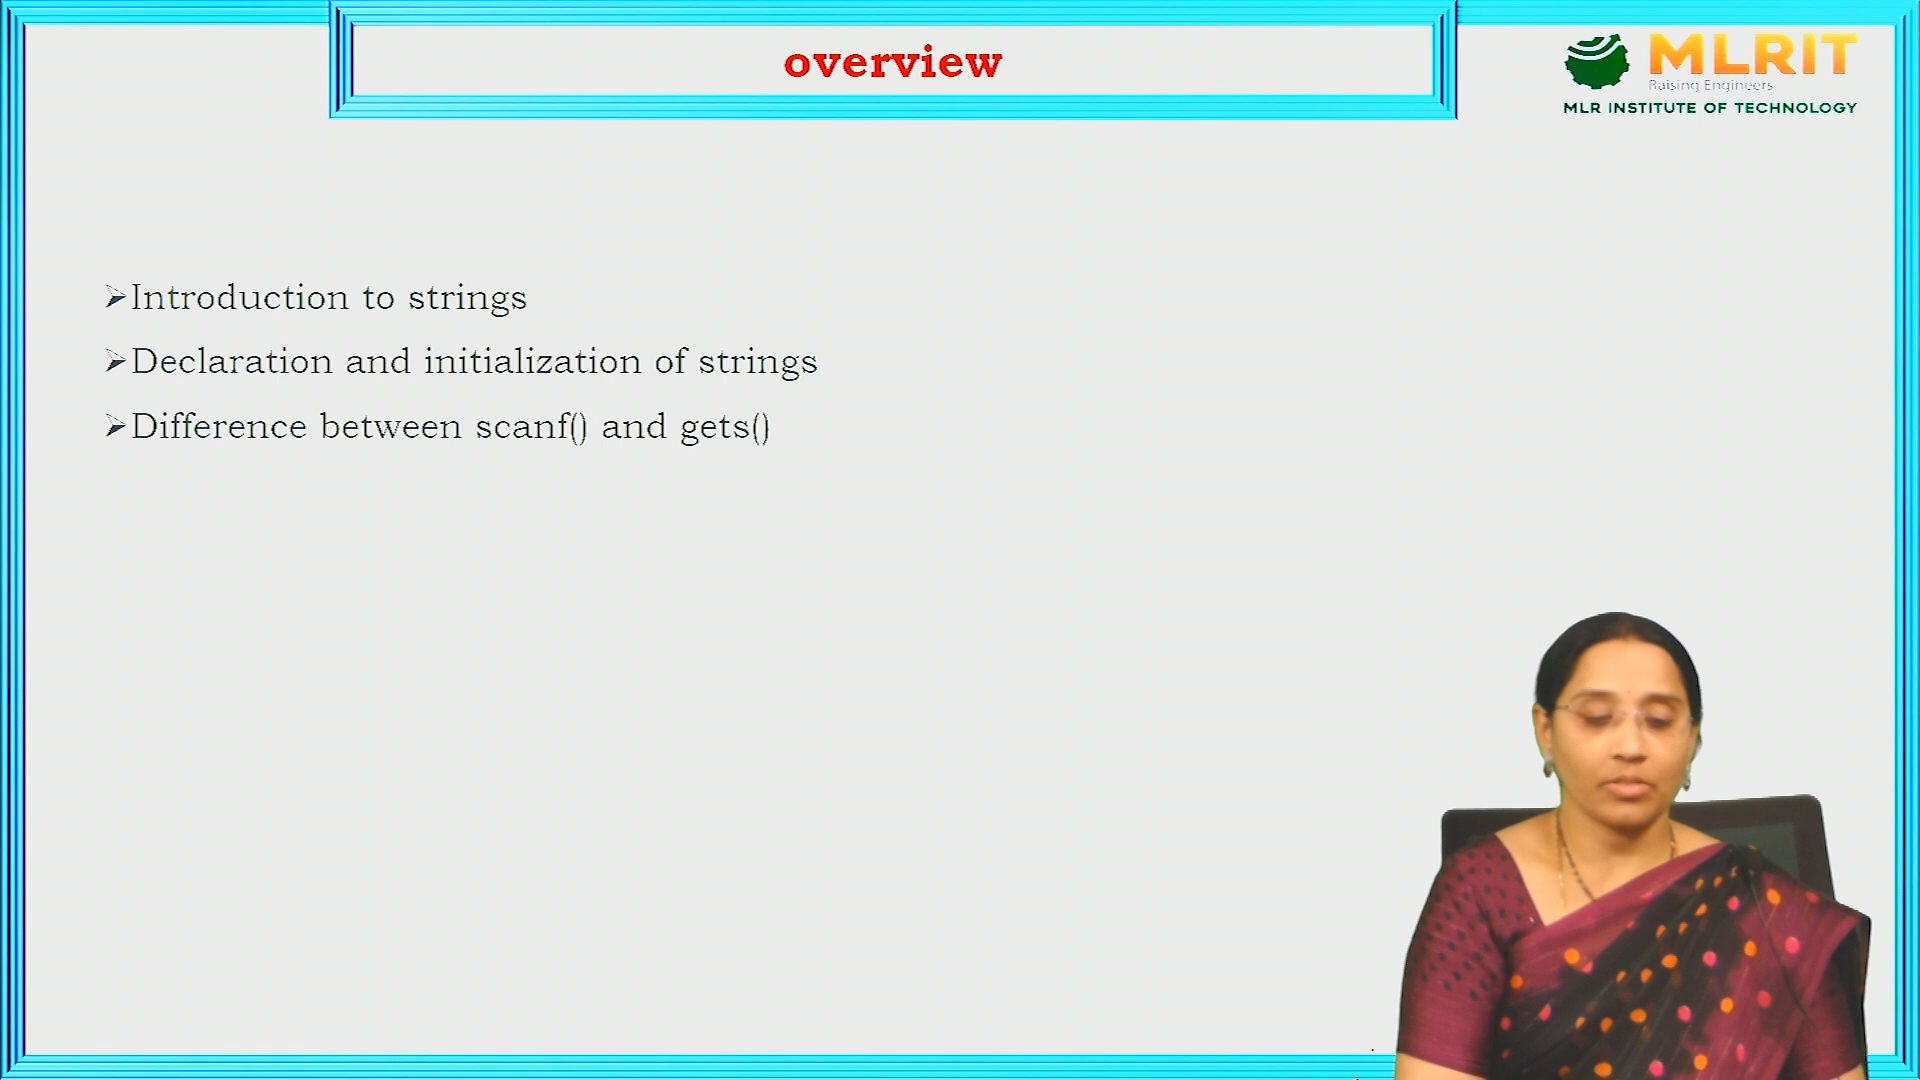 overview
MLRIT
Raising Engineers
MLR INSTITUTE OF TECHNOLOGY
➢Introduction to strings
➢Declaration and initialization of strings
➢Difference between scanf() and gets()